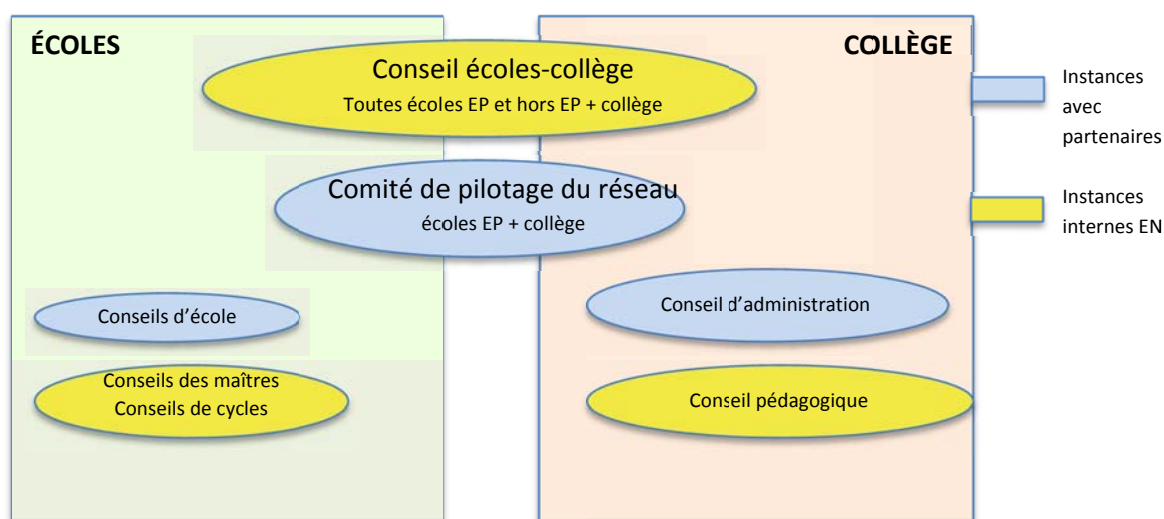 ÉCOLES
COLLÈGE
Conseil écoles-collège
Toutes écoles EP et hors EP + collège
Comité de pilotage du réseau
écoles EP + collège
Conseils d'école
Conseil d'administration
Conseils des maîtres
Conseils de cycles
Conseil pédagogique
Instances
avec
partenaires
Instances
internes EN